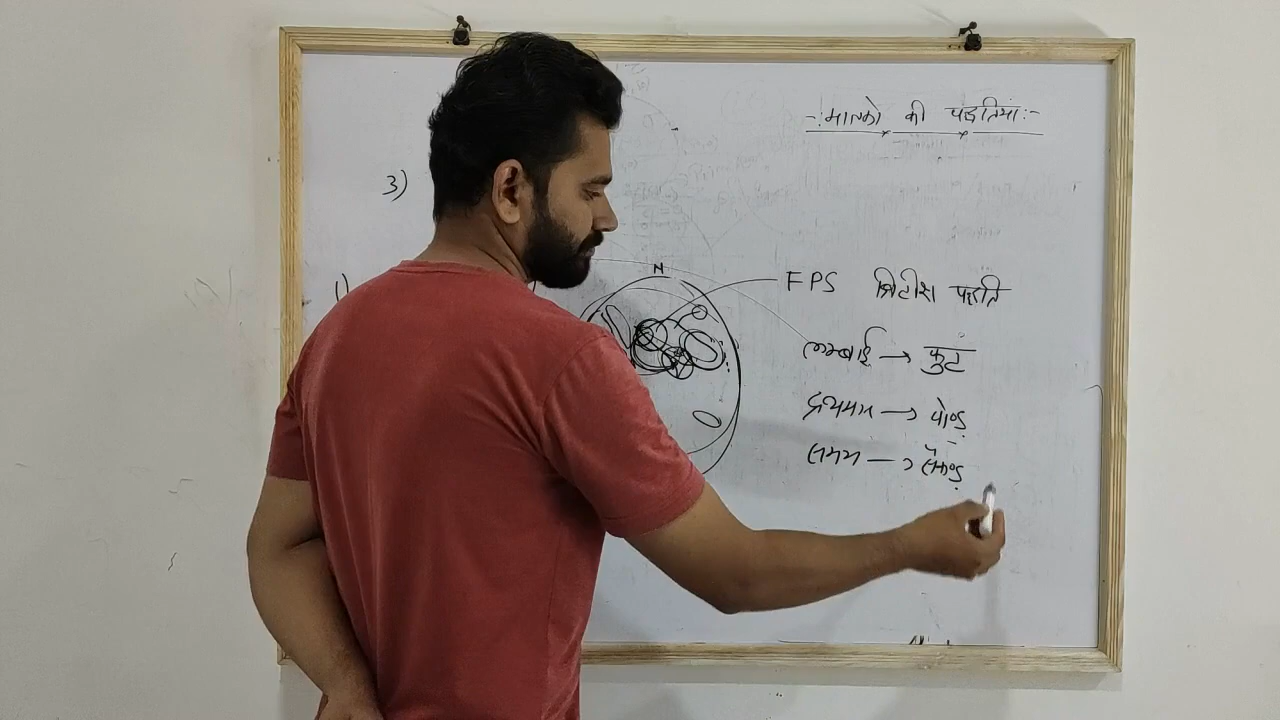 -: मात्रको की पद्धतियां :-
3)
1)
N
FPS ब्रिटीश पद्धति
लम्बाई → फुट
द्रव्यमान → पोण्ड
समय → सैकण्ड